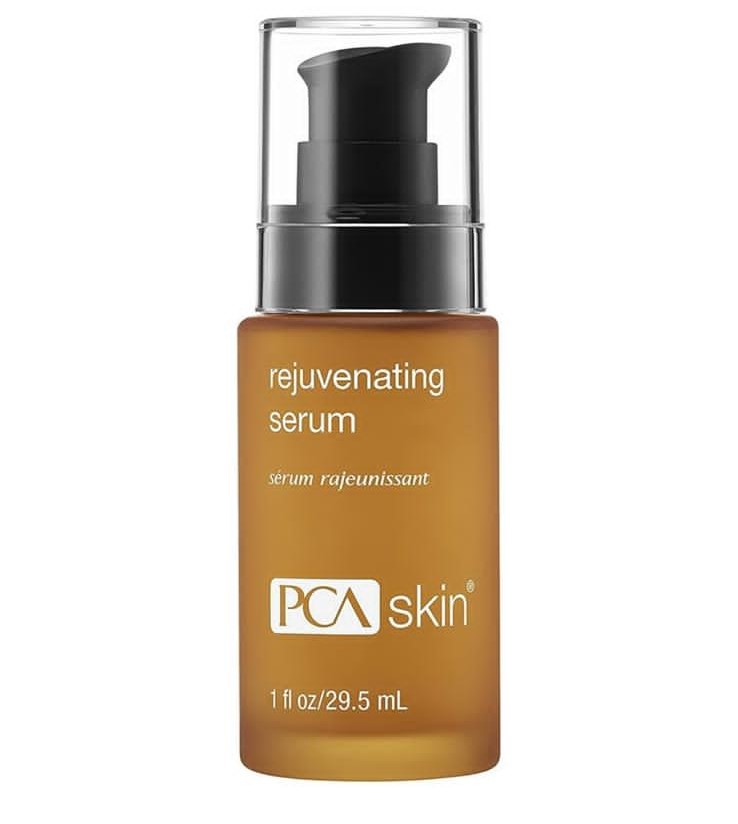 rejuvenating
serum
sérum rajeunissant
PCA skin®
1 fl oz/29.5 mL